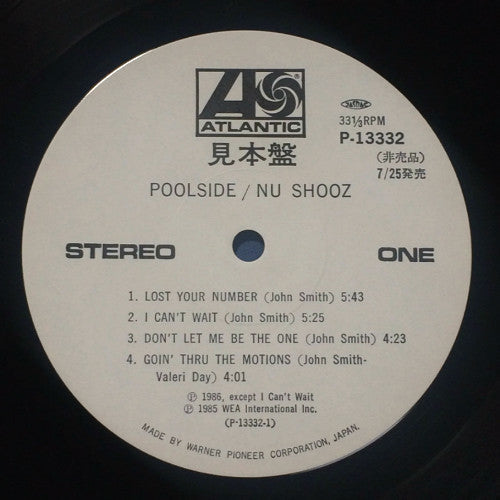 ATLANTIC
®
見本盤
JASRAC
33⅓RPM
P-13332
(非売品)
7/25発売
POOLSIDE / NU SHOOZ
STEREO
ONE
1. LOST YOUR NUMBER (John Smith) 5:43
2. I CAN'T WAIT (John Smith) 5:25
3. DON'T LET ME BE THE ONE (John Smith) 4:23
4. GOIN' THRU THE MOTIONS (John Smith-
Valeri Day) 4:01
℗ 1986, except I Can't Wait
℗ 1985 WEA International Inc.
(P-13332-1)
MADE BY WARNER PIONEER CORPORATION, JAPAN.